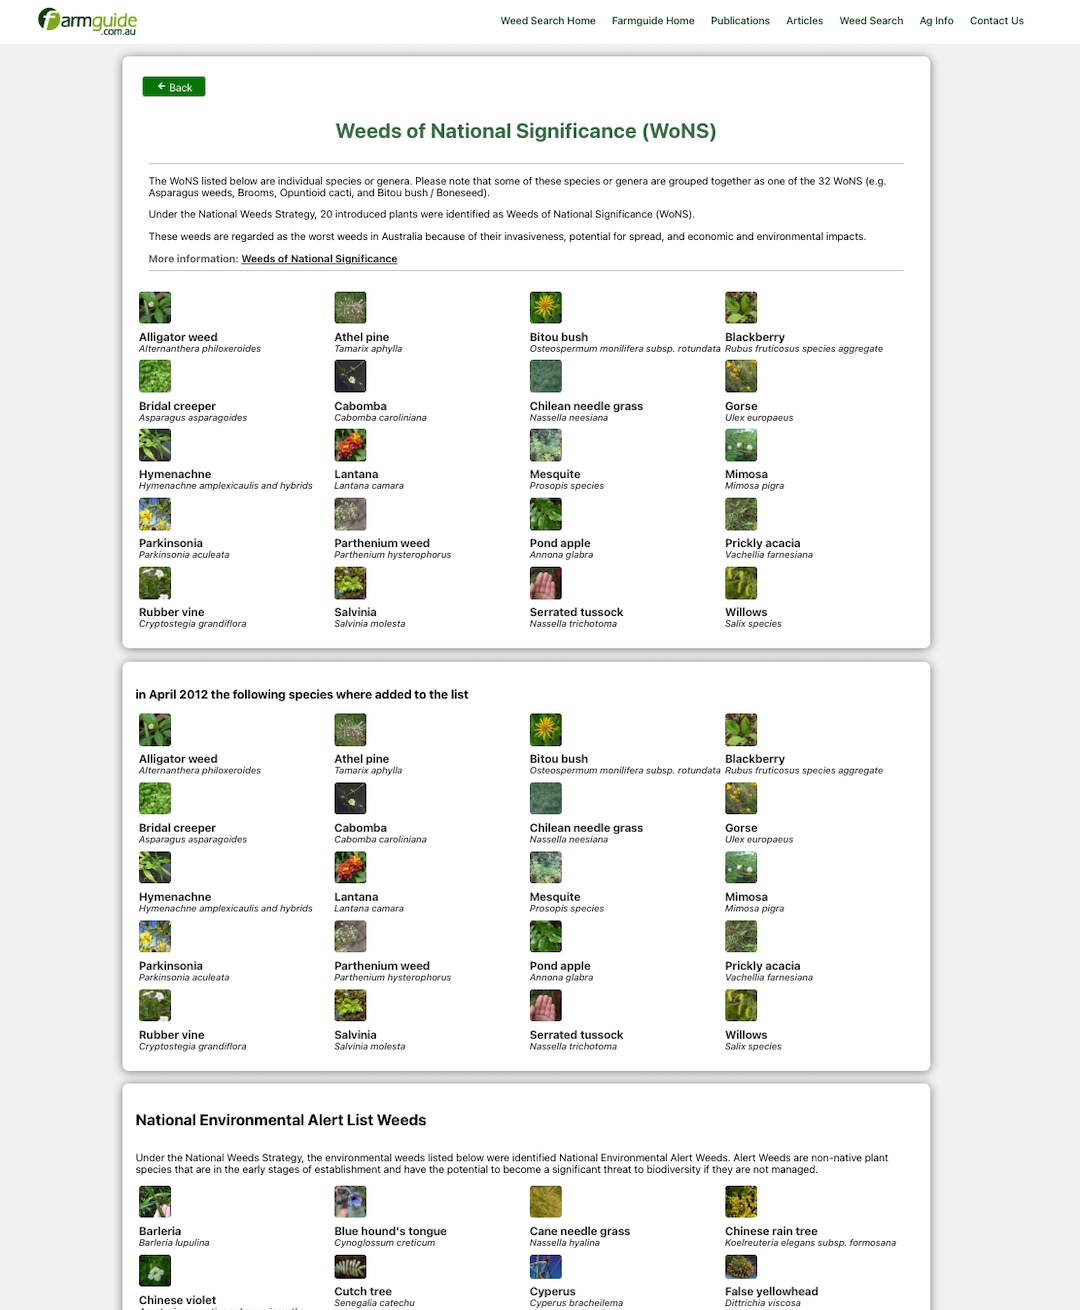 farmguide
.com.au
Weed Search Home Farmguide Home Publications Articles Weed Search Ag Info Contact Us
← Back
Weeds of National Significance (WoNS)
The WoNS listed below are individual species or genera. Please note that some of these species or genera are grouped together as one of the 32 WoNS (e.g.
Asparagus weeds, Brooms, Opuntioid cacti, and Bitou bush / Boneseed).
Under the National Weeds Strategy, 20 introduced plants were identified as Weeds of National Significance (WoNS).
These weeds are regarded as the worst weeds in Australia because of their invasiveness, potential for spread, and economic and environmental impacts.
More information: Weeds of National Significance
Alligator weed Athel pine Bitou bush Blackberry
Alternanthera philoxeroides Tamarix aphylla Osteospermum monilifera subsp. rotundata Rubus fruticosus species aggregate
Bridal creeper Cabomba Chilean needle grass Gorse
Asparagus asparagoides Cabomba caroliniana Nassella neesiana Ulex europaeus
Hymenachne Lantana Mesquite Mimosa
Hymenachne amplexicaulis and hybrids Lantana camara Prosopis species Mimosa pigra
Parkinsonia Parthenium weed Pond apple Prickly acacia
Parkinsonia aculeata Parthenium hysterophorus Annona glabra Vachellia farnesiana
Rubber vine Salvinia Serrated tussock Willows
Cryptostegia grandiflora Salvinia molesta Nassella trichotoma Salix species
in April 2012 the following species where added to the list
Alligator weed Athel pine Bitou bush Blackberry
Alternanthera philoxeroides Tamarix aphylla Osteospermum monilifera subsp. rotundata Rubus fruticosus species aggregate
Bridal creeper Cabomba Chilean needle grass Gorse
Asparagus asparagoides Cabomba caroliniana Nassella neesiana Ulex europaeus
Hymenachne Lantana Mesquite Mimosa
Hymenachne amplexicaulis and hybrids Lantana camara Prosopis species Mimosa pigra
Parkinsonia Parthenium weed Pond apple Prickly acacia
Parkinsonia aculeata Parthenium hysterophorus Annona glabra Vachellia farnesiana
Rubber vine Salvinia Serrated tussock Willows
Cryptostegia grandiflora Salvinia molesta Nassella trichotoma Salix species
National Environmental Alert List Weeds
Under the National Weeds Strategy, the environmental weeds listed below were identified National Environmental Alert Weeds. Alert Weeds are non-native plant
species that are in the early stages of establishment and have the potential to become a significant threat to biodiversity if they are not managed.
Barleria Blue hound's tongue Cane needle grass Chinese rain tree
Barleria lupulina Cynoglossum creticum Nassella hyalina Koelreuteria elegans subsp. formosana
Chinese violet Cutch tree Cyperus False yellowhead
Senegalia catechu Cyperus bracheilema Dittrichia viscosa